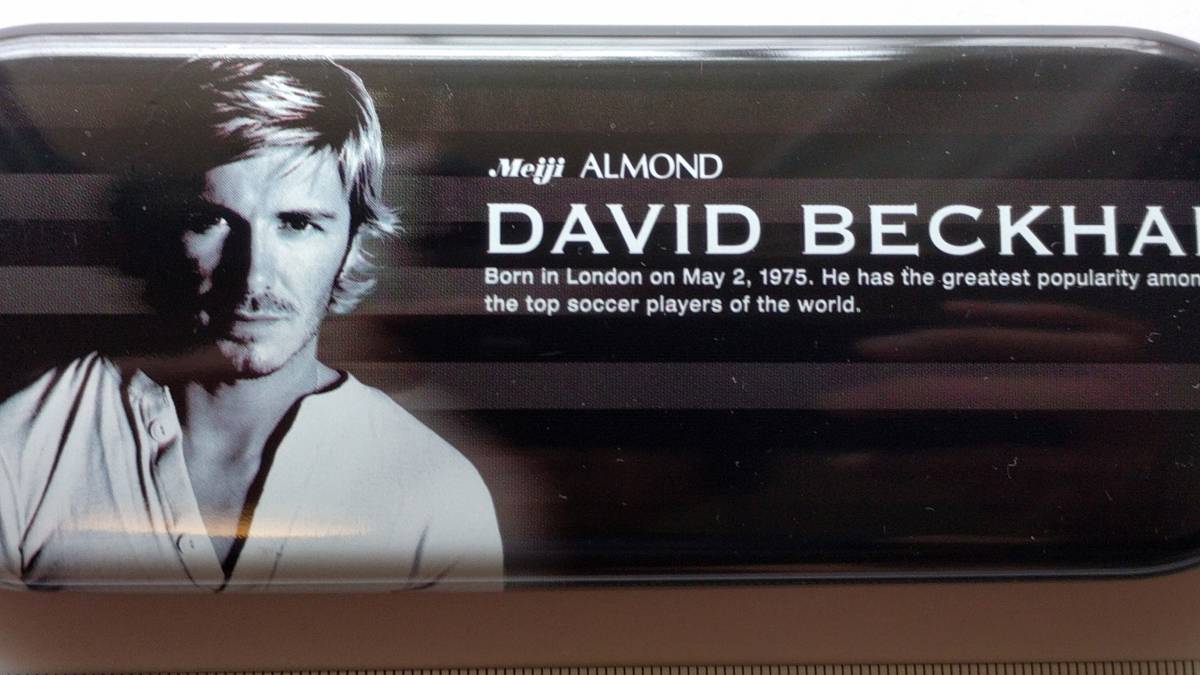 Meiji ALMOND
DAVID BECKHA
Born in London on May 2, 1975. He has the greatest popularity amon
the top soccer players of the world.